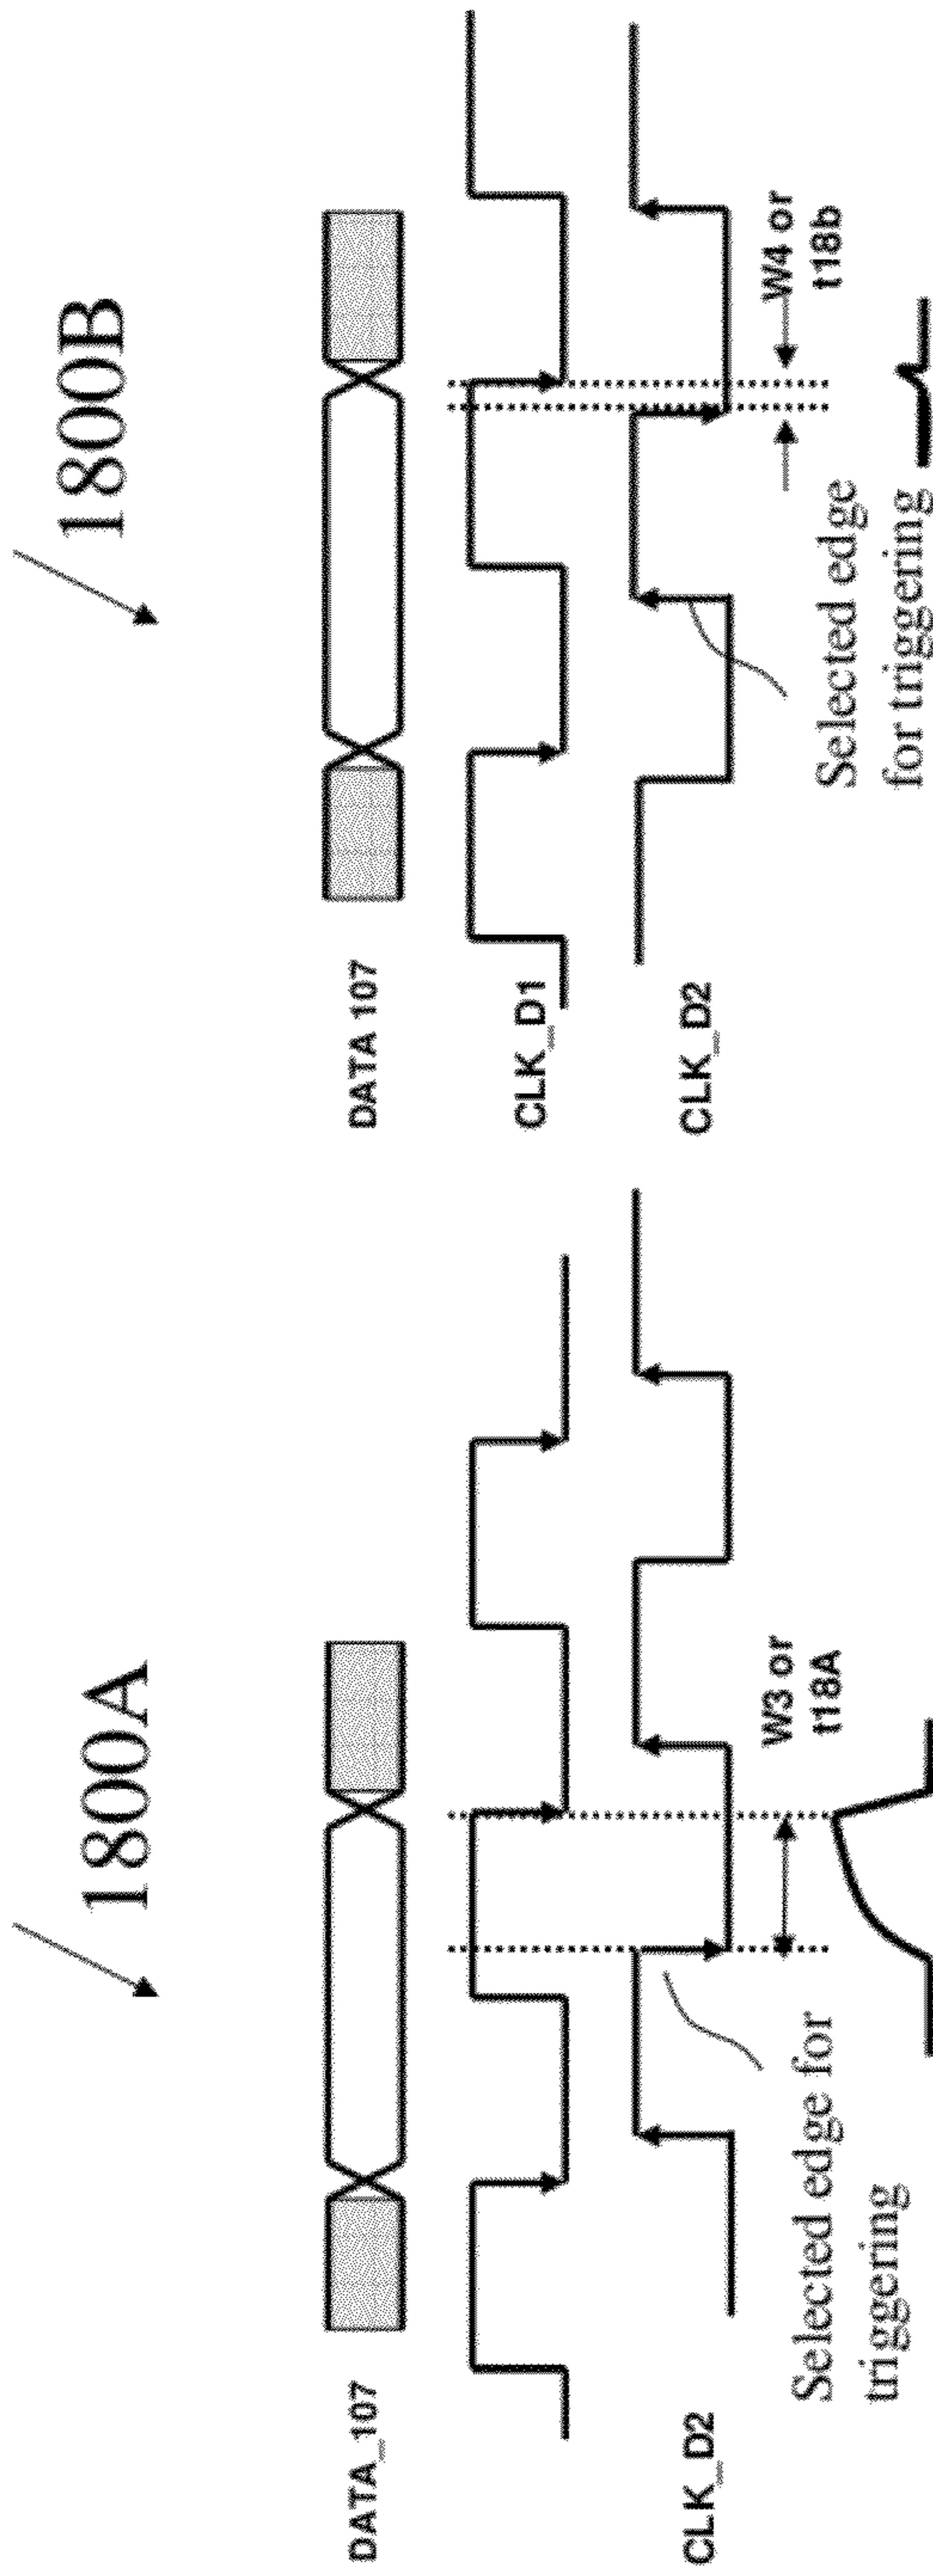 1800A
DATA_107
CLK_D2
W3 or
t18A
Selected edge for
triggering
1800B
DATA 107
CLK_D1
CLK_D2
W4 or
t18b
Selected edge
for triggering